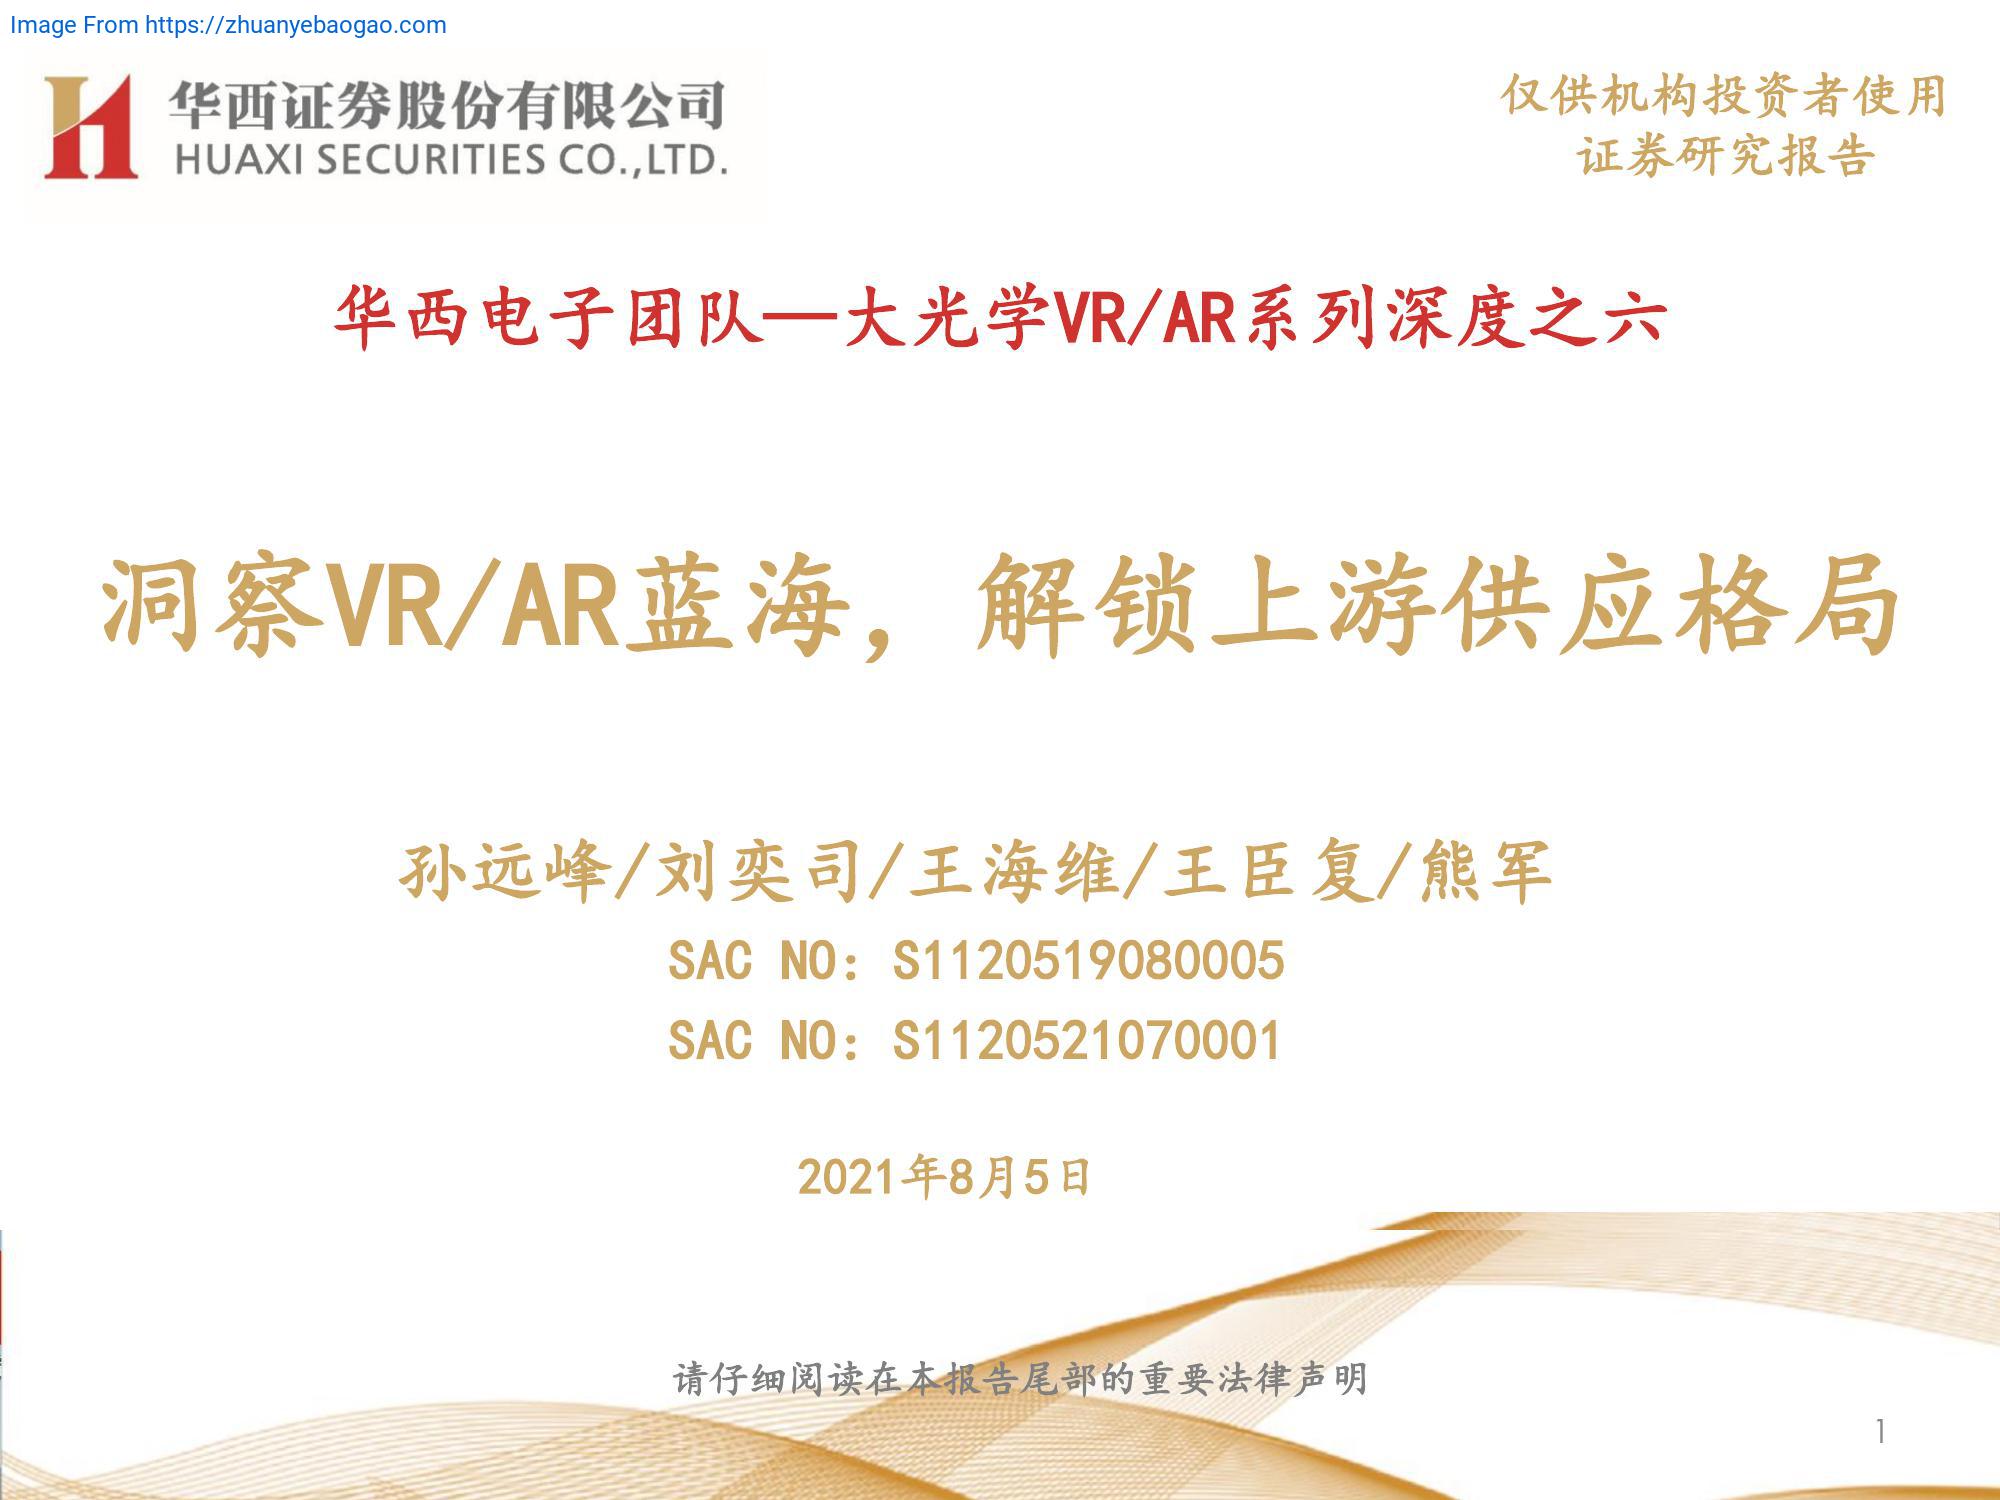 Image From https://zhuanyebaogao.com
华西证券股份有限公司
HUAXI SECURITIES CO.,LTD.
仅供机构投资者使用
证券研究报告
华西电子团队—大光学VR/AR系列深度之六
洞察VR/AR蓝海，解锁上游供应格局
孙远峰/刘奕司/王海维/王臣复/熊军
SAC NO：S1120519080005
SAC NO：S1120521070001
2021年8月5日
请仔细阅读在本报告尾部的重要法律声明
1